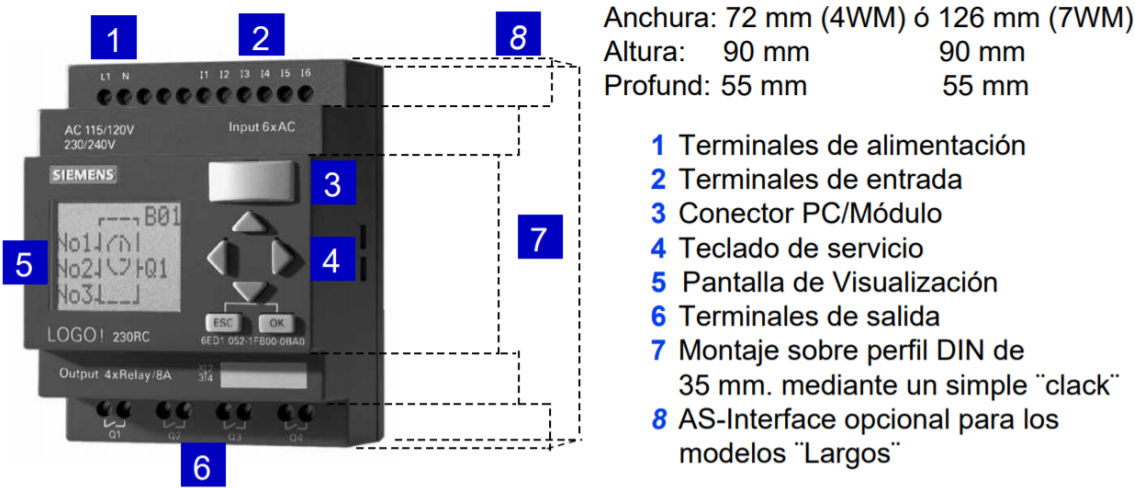 Anchura: 72 mm (4WM) ó 126 mm (7WM)
Altura: 90 mm 90 mm
Profund: 55 mm 55 mm
1 Terminales de alimentación
2 Terminales de entrada
3 Conector PC/Módulo
4 Teclado de servicio
5 Pantalla de Visualización
6 Terminales de salida
7 Montaje sobre perfil DIN de
35 mm. mediante un simple ¨clack¨
8 AS-Interface opcional para los
modelos ¨Largos¨
1
2
8
L1 N I1 I2 I3 I4 I5 I6
AC 115/120V
230/240V
Input 6xAC
SIEMENS
3
B01
No1
No2 Q1
No3
5
4
7
ESC OK
LOGO! 230RC
6ED1 052-1FB00-0BA0
Output 4xRelay/8A
Q1 Q2 Q3 Q4
6